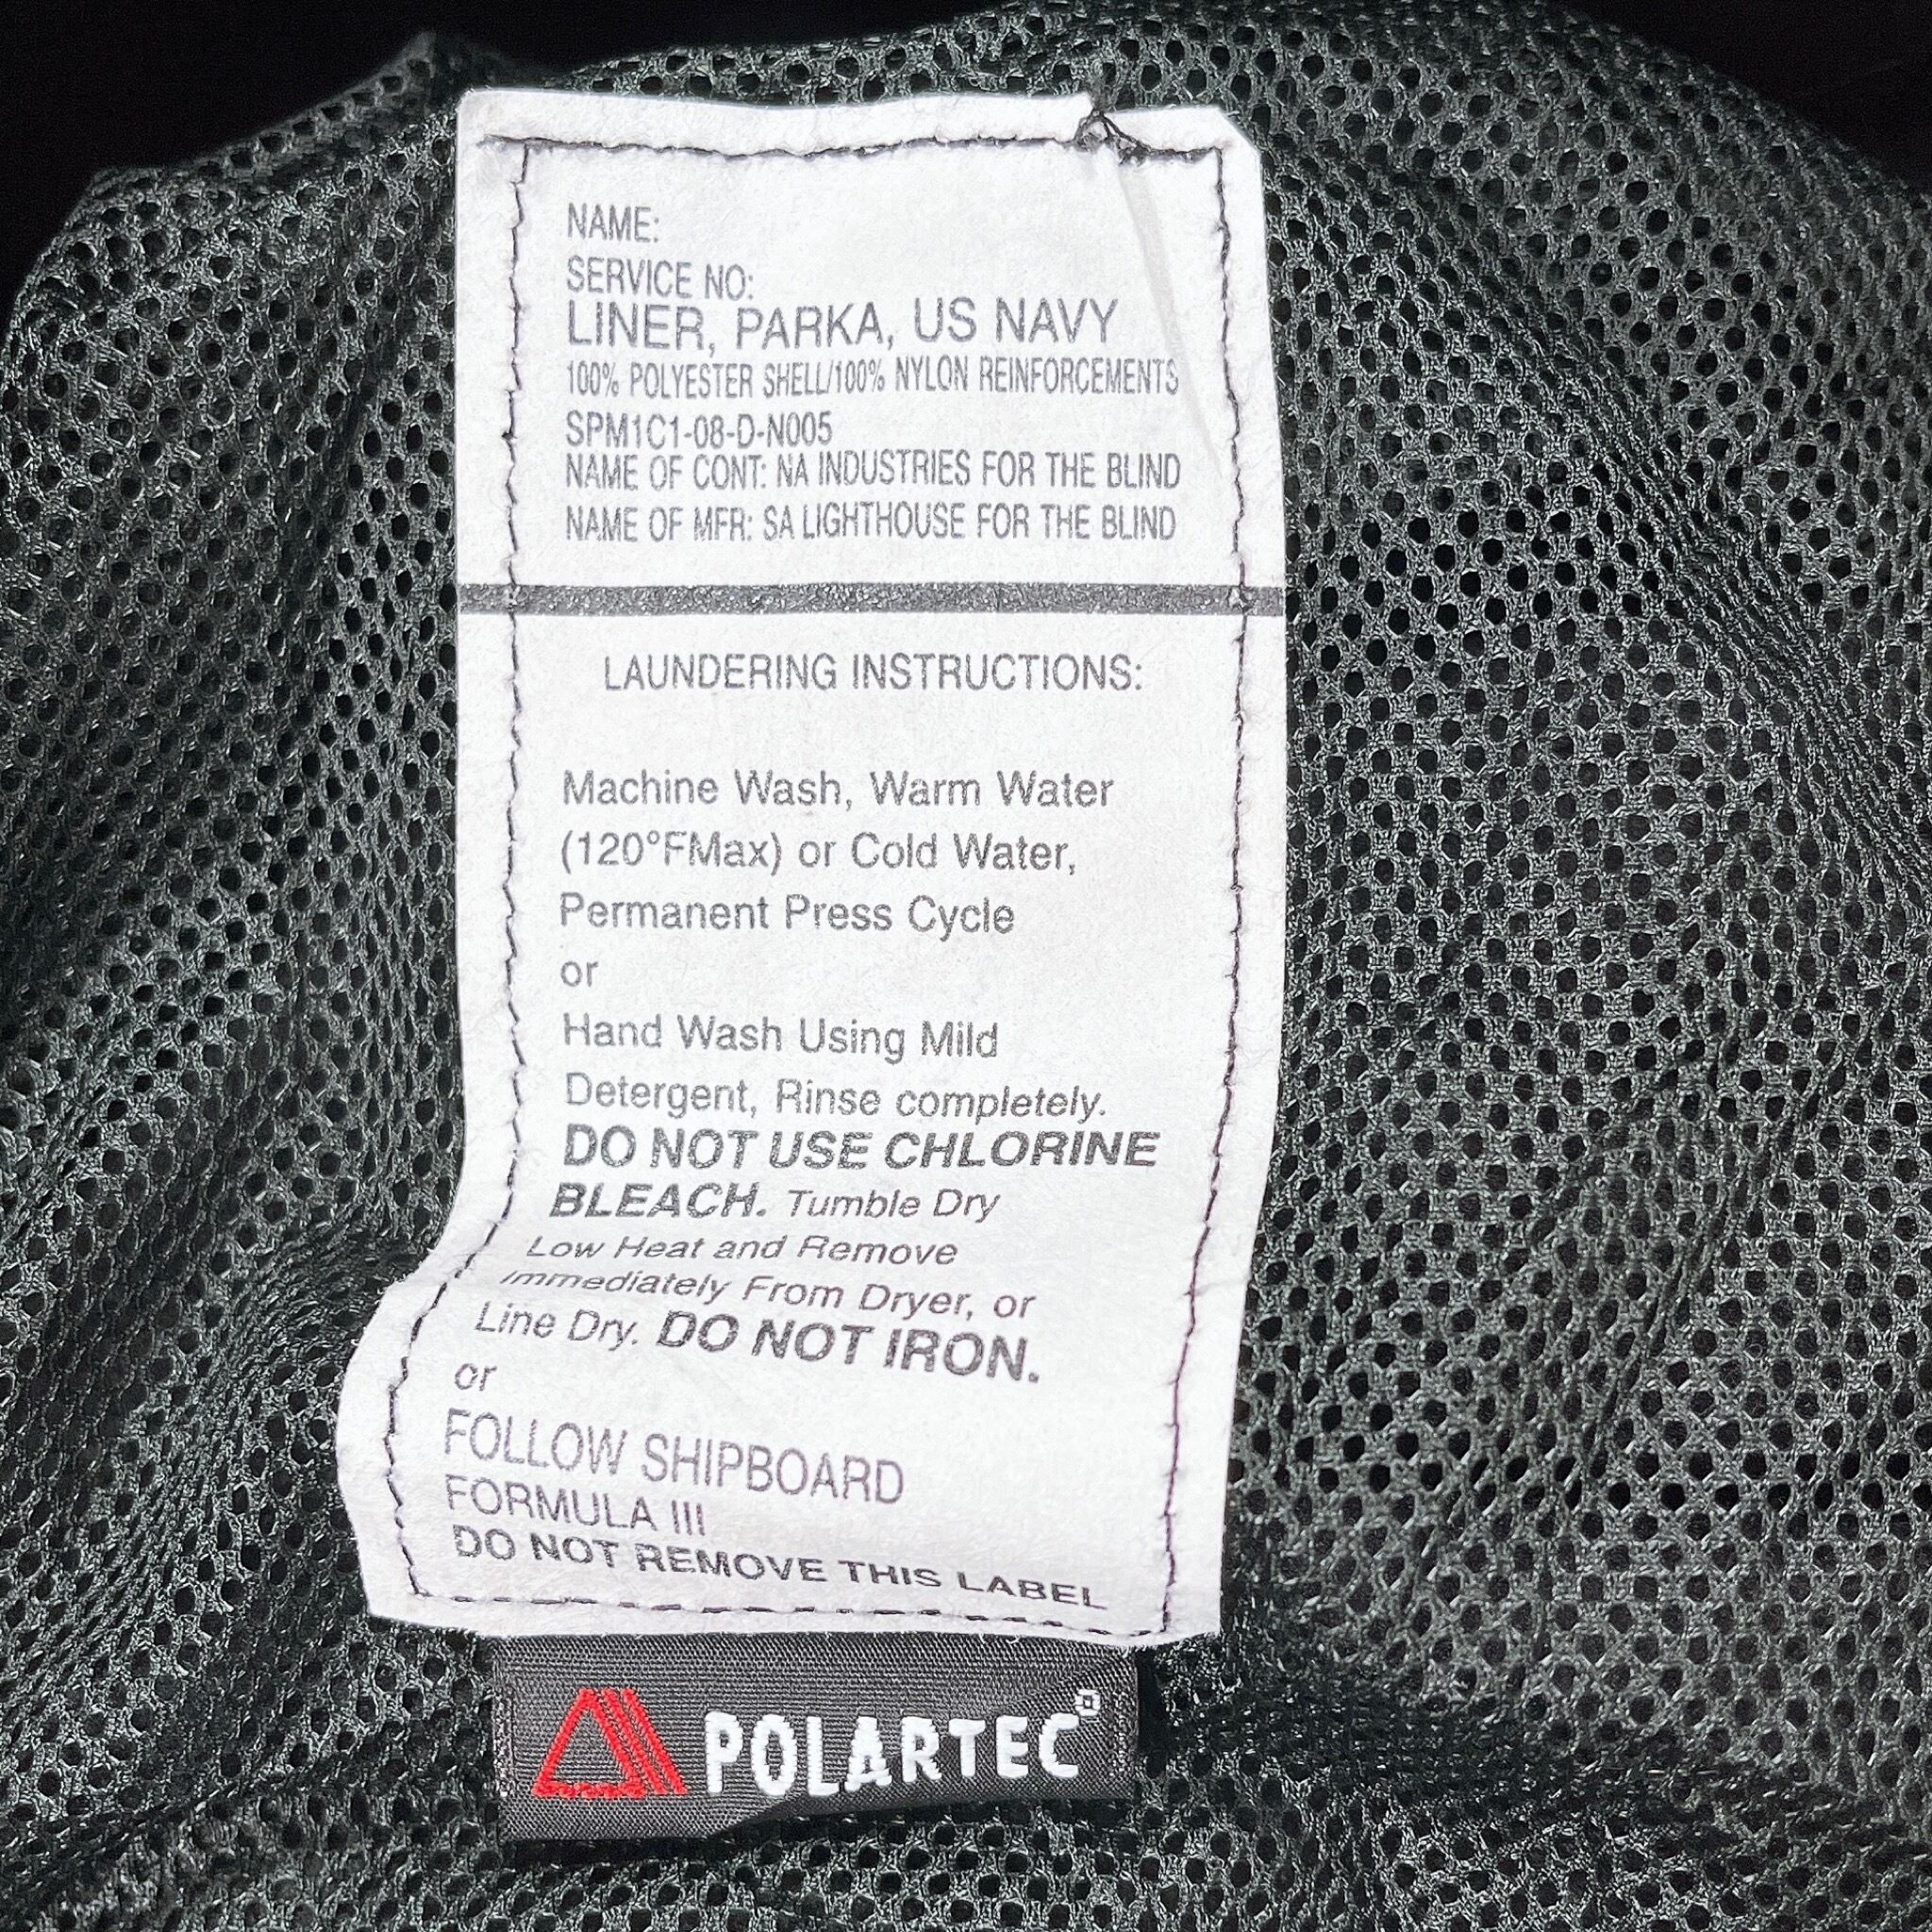 NAME:
SERVICE NO:
LINER, PARKA, US NAVY
100% POLYESTER SHELL/100% NYLON REINFORCEMENTS
SPM1C1-08-D-N005
NAME OF CONT: NA INDUSTRIES FOR THE BLIND
NAME OF MFR: SA LIGHTHOUSE FOR THE BLIND
LAUNDERING INSTRUCTIONS:
Machine Wash, Warm Water
(120°FMax) or Cold Water,
Permanent Press Cycle
or
Hand Wash Using Mild
Detergent, Rinse completely.
DO NOT USE CHLORINE
BLEACH. Tumble Dry
Low Heat and Remove
Immediately From Dryer, or
Line Dry. DO NOT IRON.
or
FOLLOW SHIPBOARD
FORMULA III
DO NOT REMOVE THIS LABEL
POLARTEC®